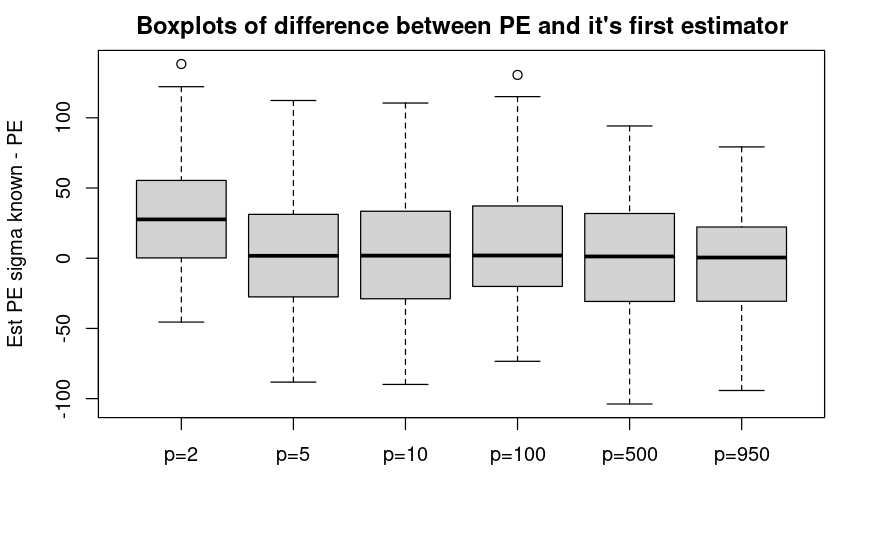 Boxplots of difference between PE and it's first estimator
Est PE sigma known - PE
100
50
0
-50
-100
p=2 p=5 p=10 p=100 p=500 p=950